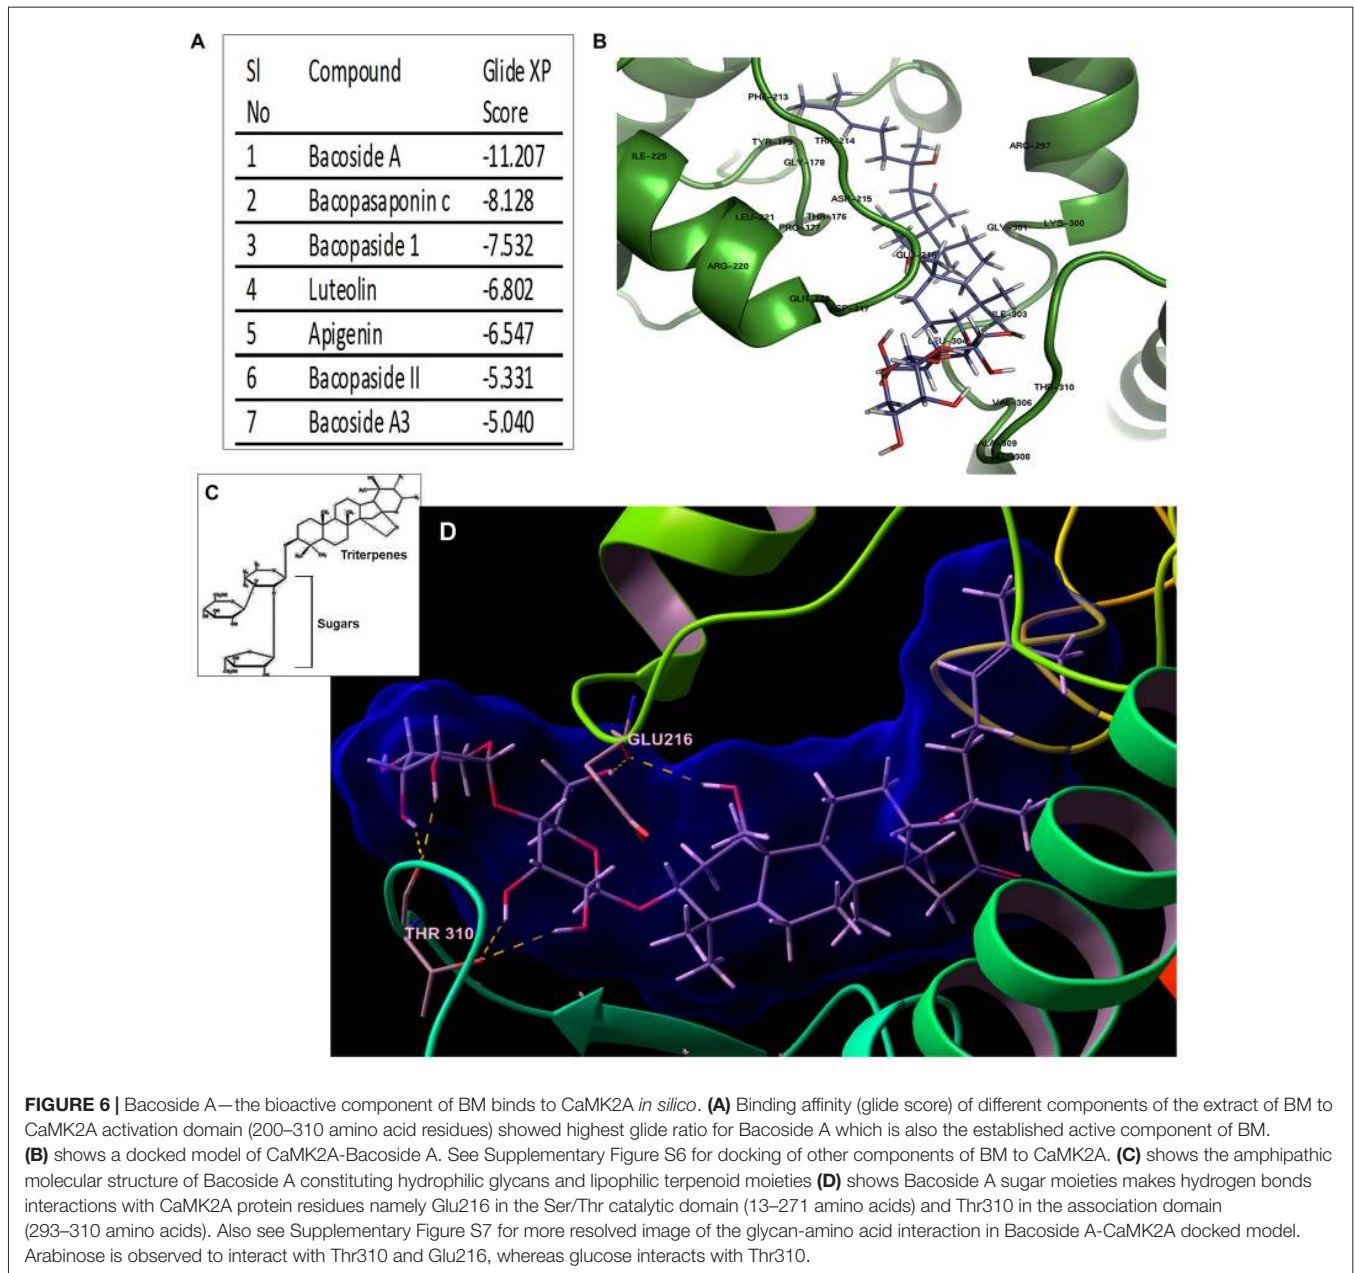 A
Sl Compound Glide XP
No Score
1 Bacoside A -11.207
2 Bacopasaponin c -8.128
3 Bacopaside 1 -7.532
4 Luteolin -6.802
5 Apigenin -6.547
6 Bacopaside II -5.331
7 Bacoside A3 -5.040
B
PHE-213
TYR-179
THR-214
ARG-297
ILE-225
GLY-178
ASP-215
LEU-221
THR-176
PRO-177
GLY-301
LYS-300
GLU-216
ARG-220
ILE-303
LEU-304
THR-310
VAL-306
ALA-309
C
Triterpenes
Sugars
D
GLU216
THR 310
FIGURE 6 | Bacoside A—the bioactive component of BM binds to CaMK2A in silico. (A) Binding affinity (glide score) of different components of the extract of BM to
CaMK2A activation domain (200–310 amino acid residues) showed highest glide ratio for Bacoside A which is also the established active component of BM.
(B) shows a docked model of CaMK2A-Bacoside A. See Supplementary Figure S6 for docking of other components of BM to CaMK2A. (C) shows the amphipathic
molecular structure of Bacoside A constituting hydrophilic glycans and lipophilic terpenoid moieties (D) shows Bacoside A sugar moieties makes hydrogen bonds
interactions with CaMK2A protein residues namely Glu216 in the Ser/Thr catalytic domain (13–271 amino acids) and Thr310 in the association domain
(293–310 amino acids). Also see Supplementary Figure S7 for more resolved image of the glycan-amino acid interaction in Bacoside A-CaMK2A docked model.
Arabinose is observed to interact with Thr310 and Glu216, whereas glucose interacts with Thr310.